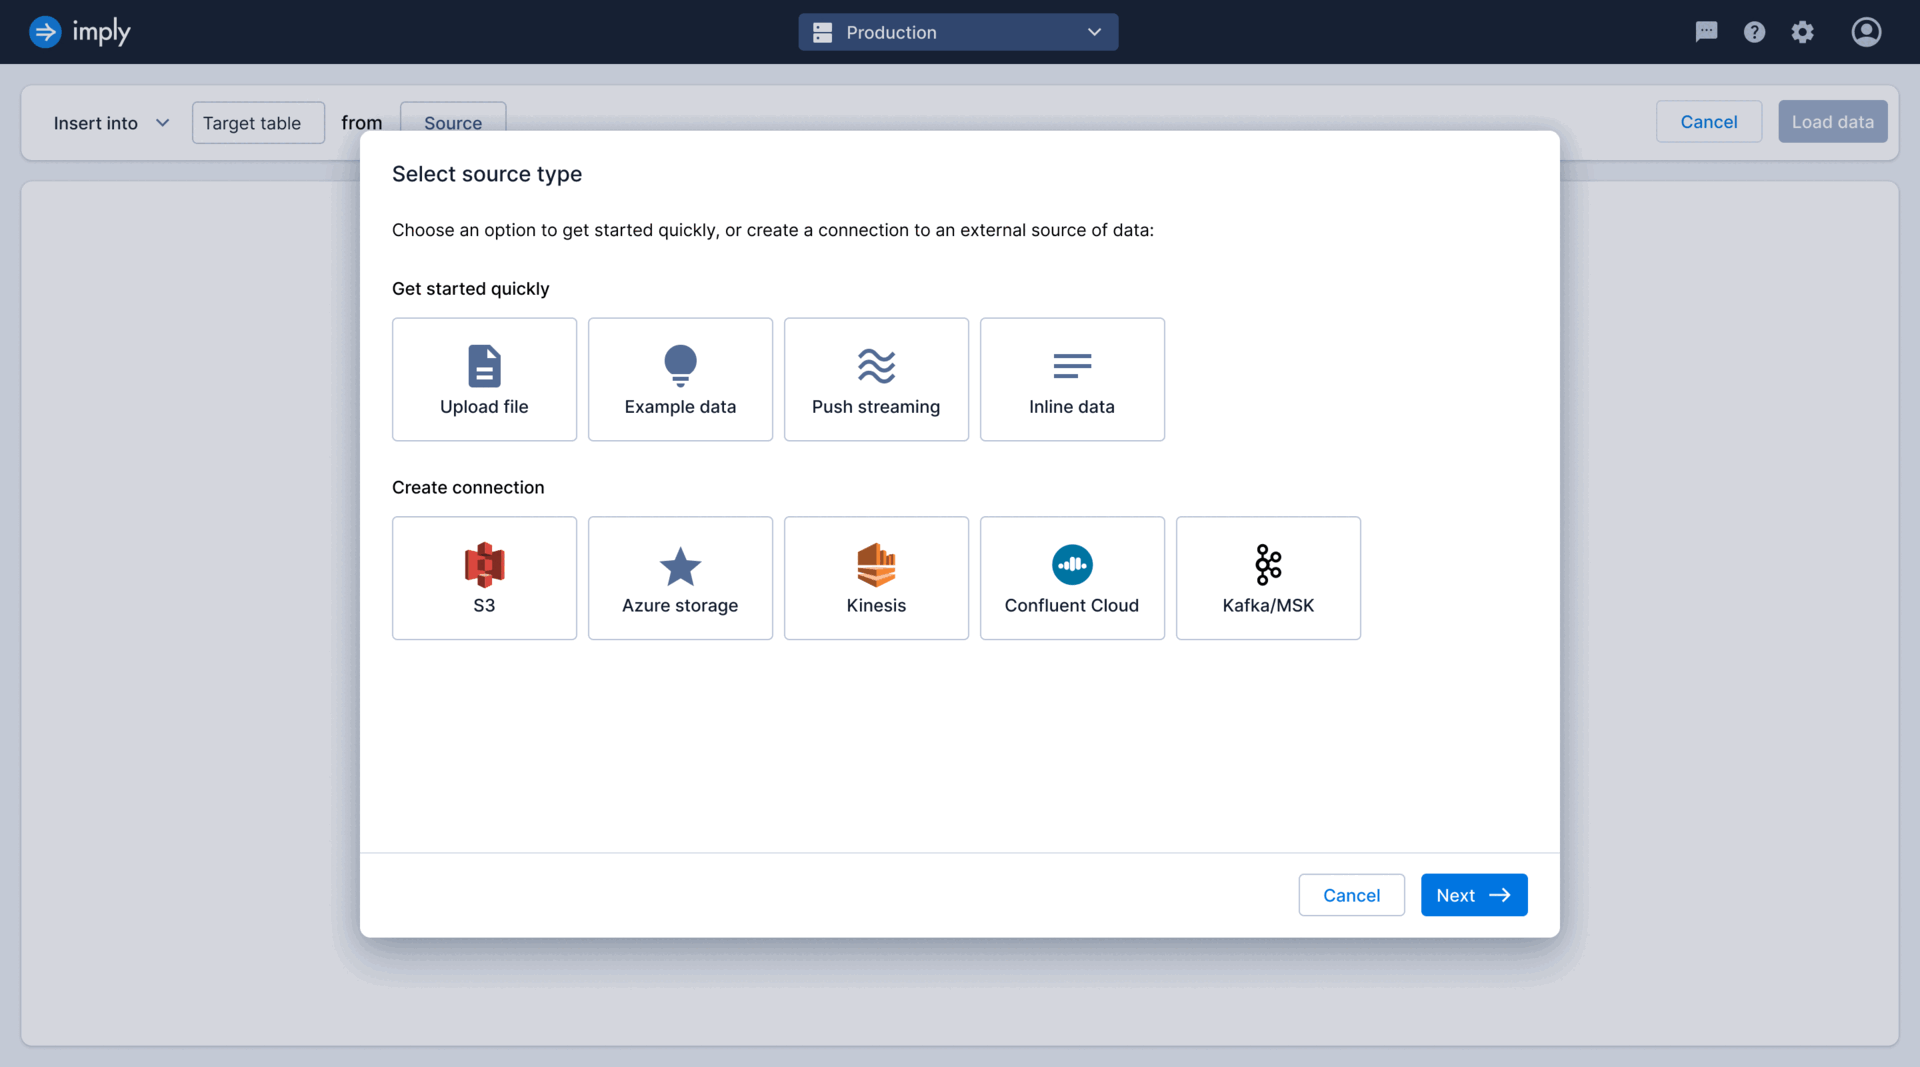 imply
Production
Insert into
Target table
from
Source
Cancel
Load data
Select source type
Choose an option to get started quickly, or create a connection to an external source of data:
Get started quickly
Upload file
Example data
Push streaming
Inline data
Create connection
S3
Azure storage
Kinesis
Confluent Cloud
Kafka/MSK
Cancel
Next